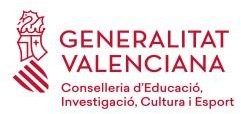 GENERALITAT
VALENCIANA
Conselleria d'Educació,
Investigació, Cultura i Esport